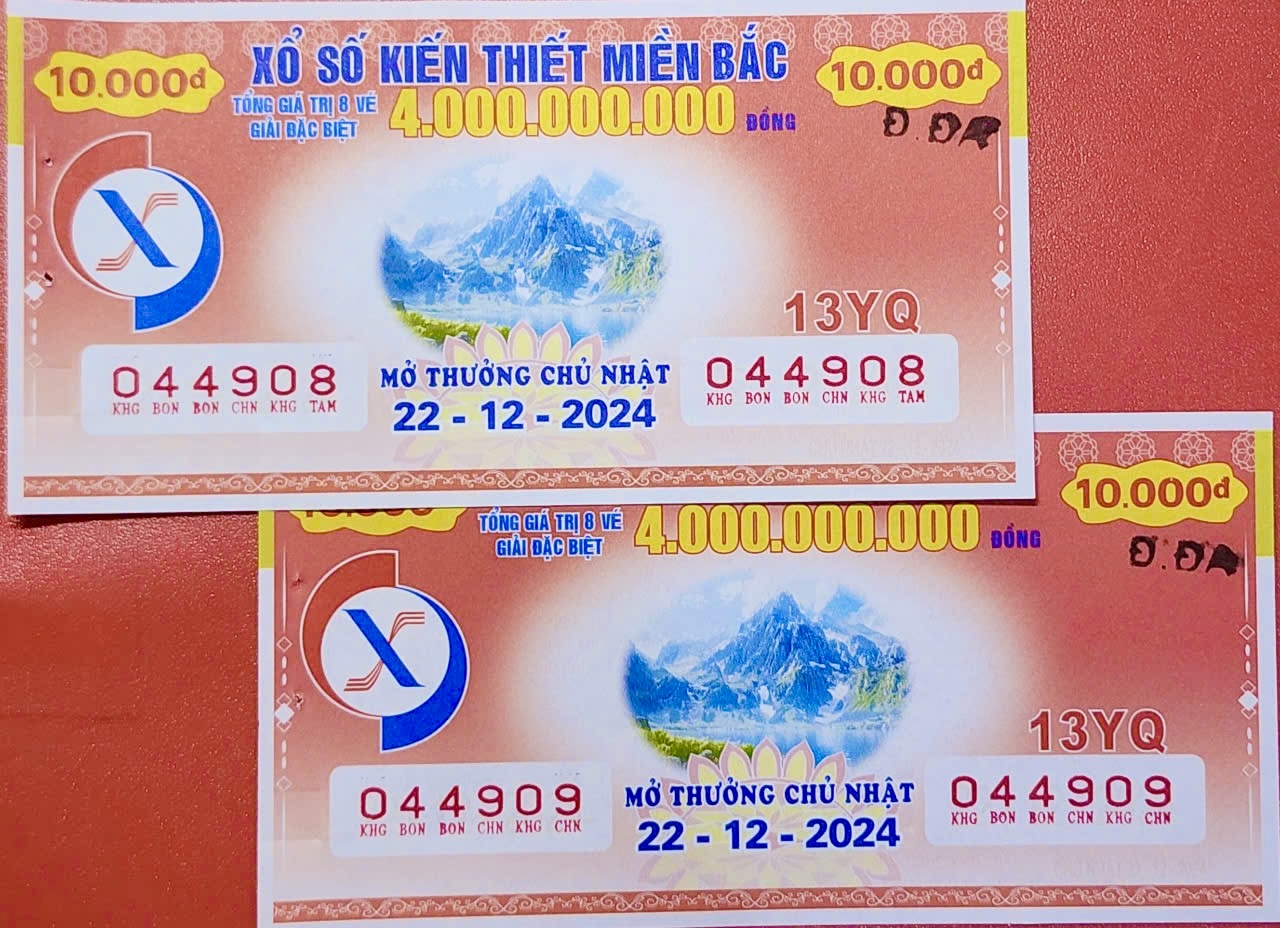 10.000đ
XỔ SỐ KIẾN THIẾT MIỀN BẮC
10.000đ
TỔNG GIÁ TRỊ 8 VÉ
GIẢI ĐẶC BIỆT
4.000.000.000 ĐỒNG
Đ.ĐA
X
13YQ
044908
KHG BON BON CHN KHG TAM
MỞ THƯỞNG CHỦ NHẬT
22 - 12 - 2024
044908
KHG BON BON CHN KHG TAM
10.000đ
TỔNG GIÁ TRỊ 8 VÉ
GIẢI ĐẶC BIỆT
4.000.000.000 ĐỒNG
Đ.ĐA
X
13YQ
044909
KHG BON BON CHN KHG CHN
MỞ THƯỞNG CHỦ NHẬT
22 - 12 - 2024
044909
KHG BON BON CHN KHG CHN